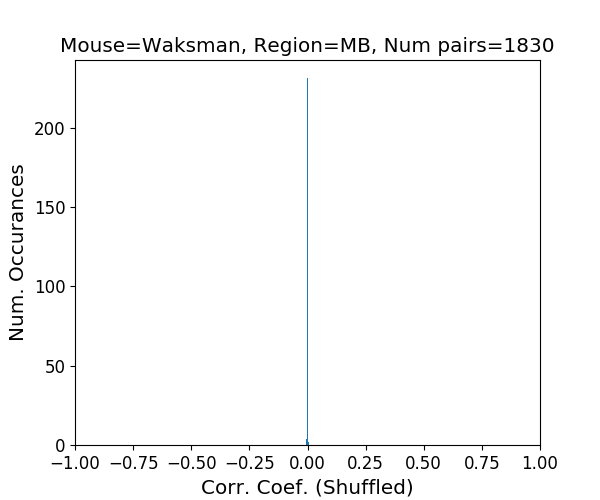 Mouse=Waksman, Region=MB, Num pairs=1830
Num. Occurances
200
150
100
50
0
−1.00 −0.75 −0.50 −0.25 0.00 0.25 0.50 0.75 1.00
Corr. Coef. (Shuffled)